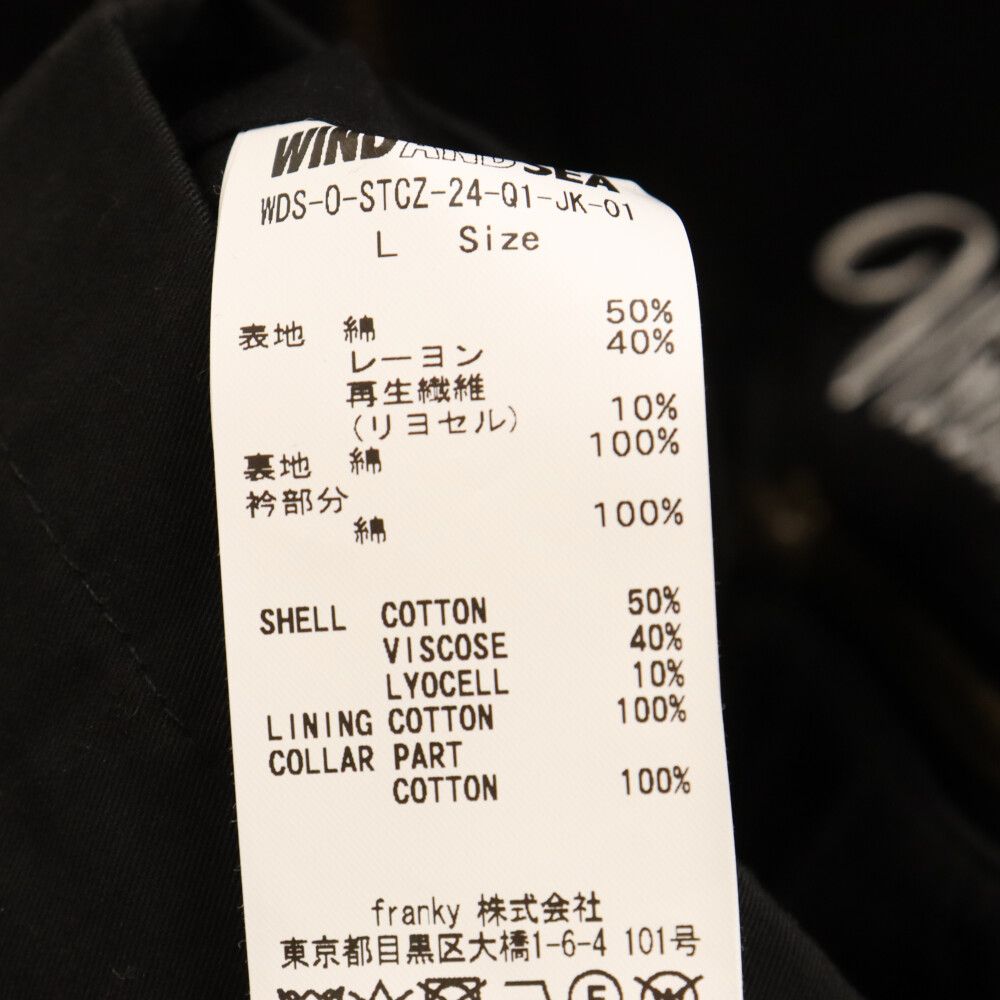 WIND AND SEA
WDS-O-STCZ-24-Q1-JK-01
L Size
表地 綿 50%
レーヨン 40%
再生繊維
(リヨセル) 10%
裏地 綿 100%
衿部分
綿 100%
SHELL COTTON 50%
VISCOSE 40%
LYOCELL 10%
LINING COTTON 100%
COLLAR PART
COTTON 100%
franky 株式会社
東京都目黒区大橋1-6-4 101号